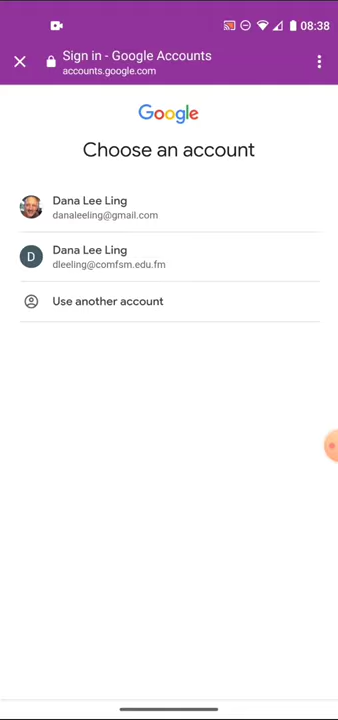 08:38
Sign in - Google Accounts
accounts.google.com
Google
Choose an account
Dana Lee Ling
danaleeling@gmail.com
D
Dana Lee Ling
dleeling@comfsm.edu.fm
Use another account